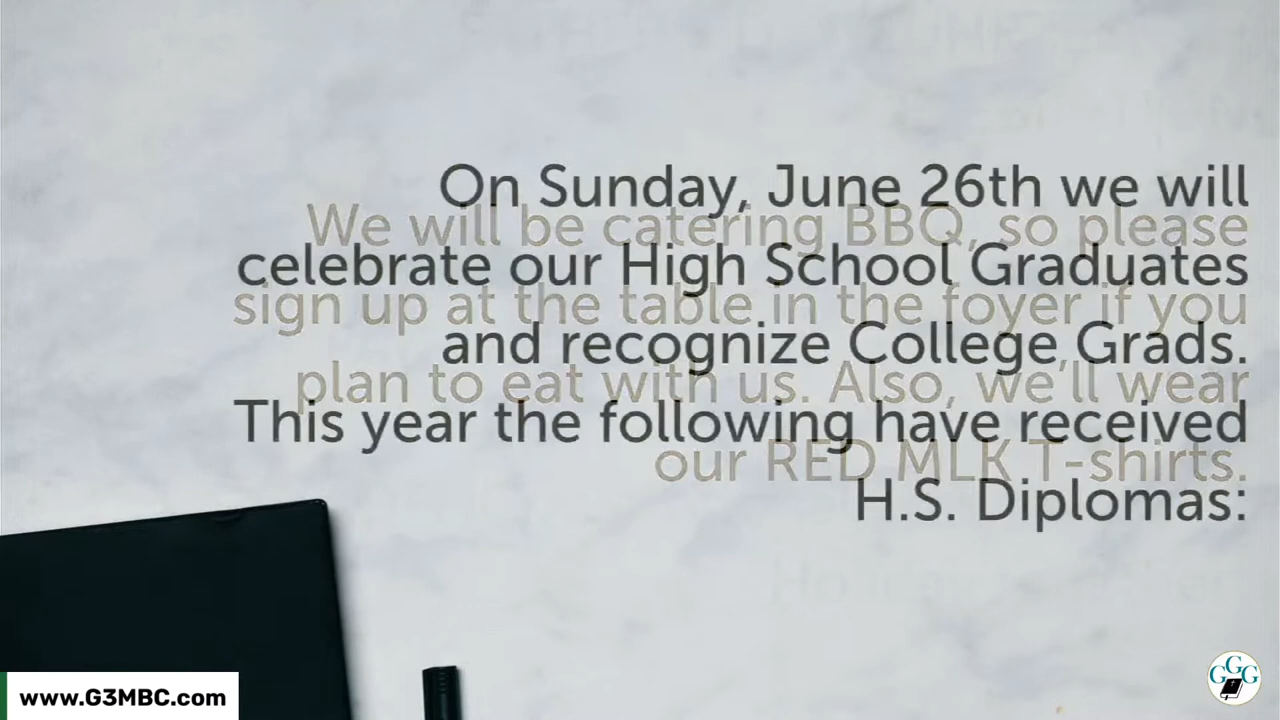 On Sunday, June 26th we will
celebrate our High School Graduates
and recognize College Grads.
This year the following have received
H.S. Diplomas:
We will be catering BBQ, so please
sign up at the table in the foyer if you
plan to eat with us. Also, we'll wear
our RED MLK T-shirts.
www.G3MBC.com
GGG